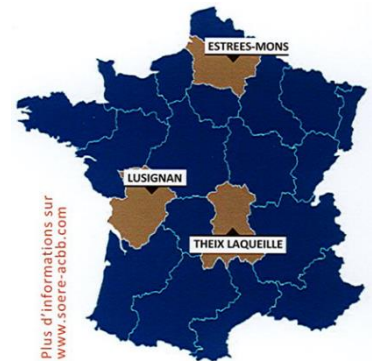 ESTREES-MONS
LUSIGNAN
THEIX LAQUEILLE
Plus d'informations sur
www.soere-acbb.com